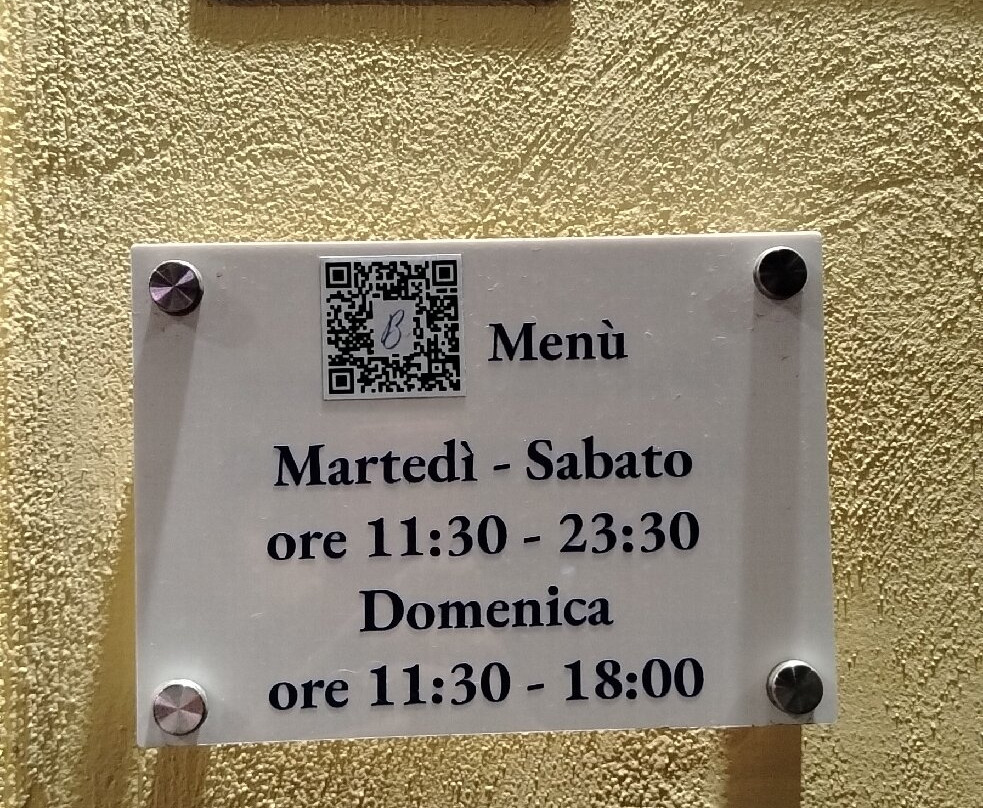 B
Menù
Martedì - Sabato
ore 11:30 - 23:30
Domenica
ore 11:30 - 18:00